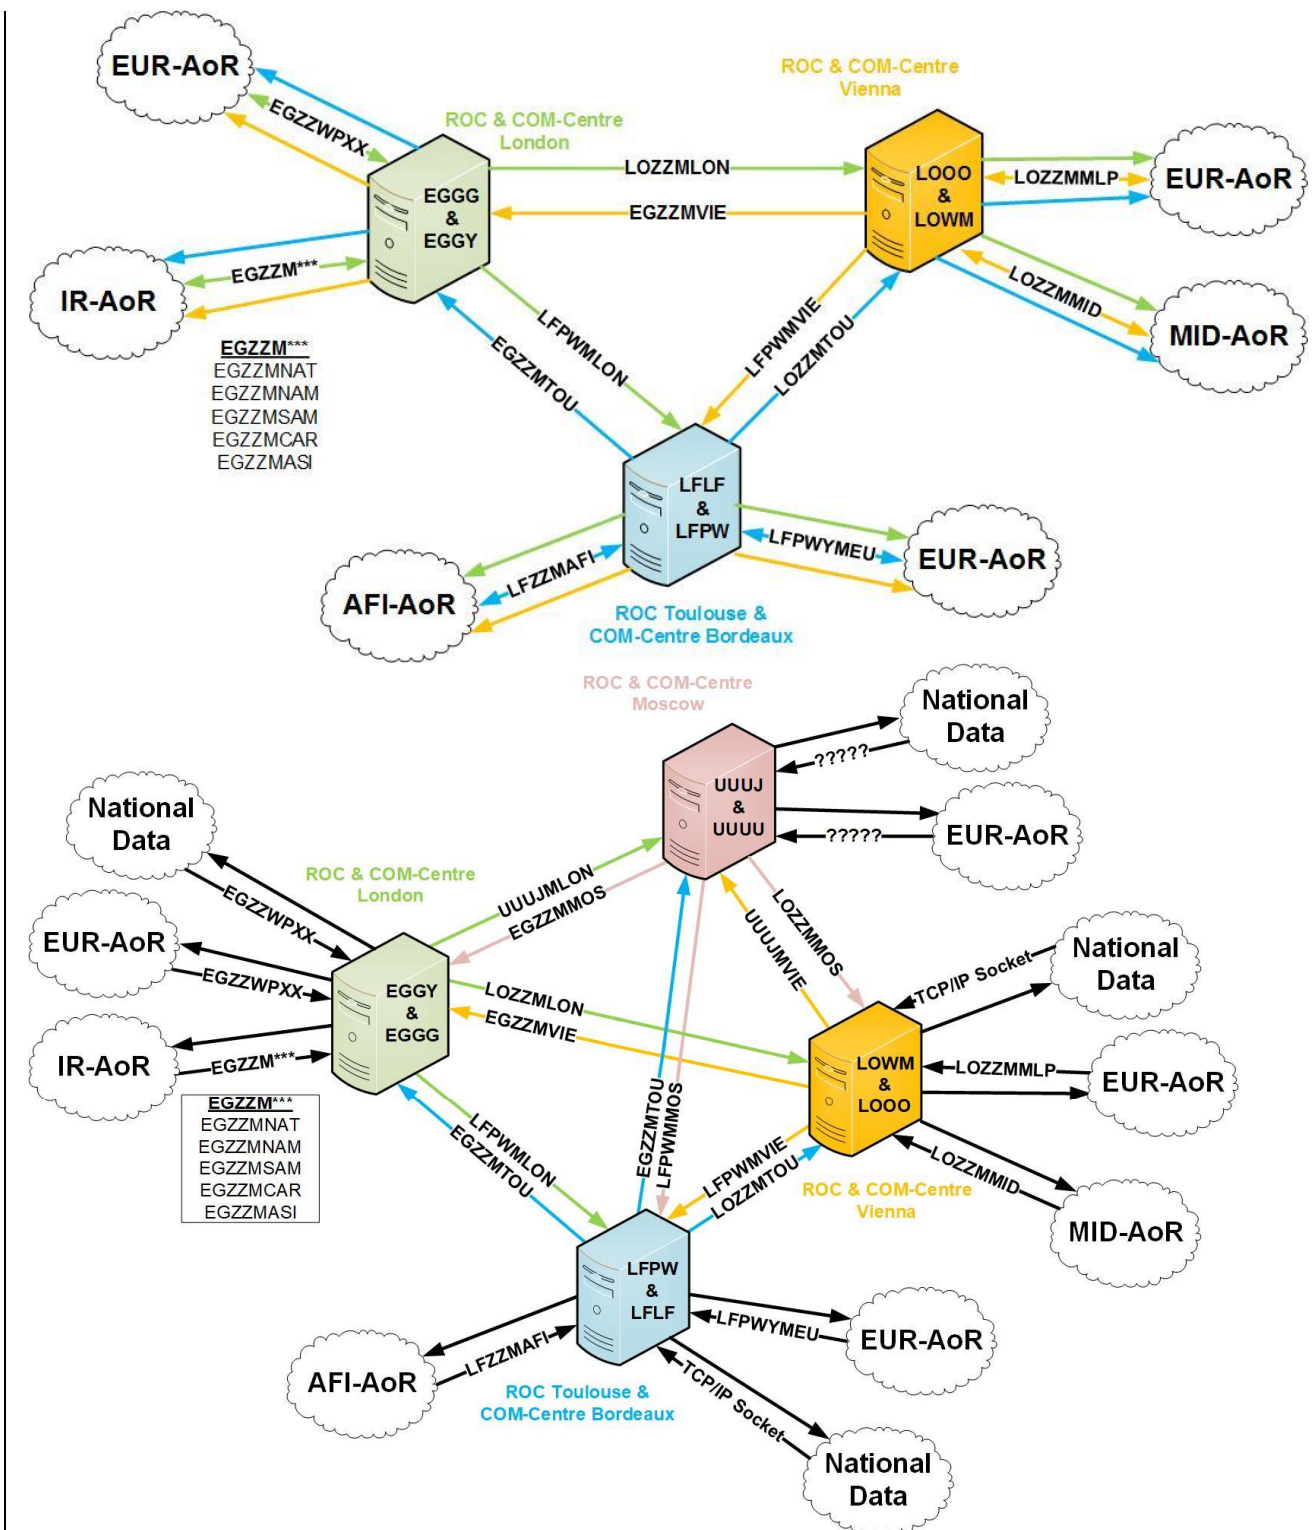 EUR-AoR
EGZZWPXX
ROC & COM-Centre
London
ROC & COM-Centre
Vienna
LOZZMLON
EGZZMVIE
EGGG
&
EGGY
LOOO
&
LOWM
EUR-AoR
LOZZMMLP
IR-AoR
EGZZM***
LOZZMMID
MID-AoR
EGZZM***
EGZZMNAT
EGZZMNAM
EGZZMSAM
EGZZMCAR
EGZZMASI
LFPWMLON
EGZZMTOU
LFPWMVIE
LOZZMTOU
LFLF
&
LFPW
LFPWYMEU
EUR-AoR
LFZZMAFI
AFI-AoR
ROC Toulouse &
COM-Centre Bordeaux
ROC & COM-Centre
Moscow
National
Data
?????
UUUJ
&
UUUU
EUR-AoR
?????
National
Data
EGZZWPXX
ROC & COM-Centre
London
UUUJMLON
EGZZMMOS
LOZZMMOS
UUUJMVIE
EUR-AoR
EGZZWPXX
EGGY
&
EGGG
LOZZMLON
EGZZMVIE
National
Data
TCP/IP Socket
IR-AoR
EGZZM***
LOWM
&
LOOO
LOZZMMLP
EUR-AoR
EGZZM***
EGZZMNAT
EGZZMNAM
EGZZMSAM
EGZZMCAR
EGZZMASI
LFPWMLON
EGZZMTOU
EGZZMTOU
LFPWMMOS
LFPWMVIE
LOZZMTOU
LOZZMMID
MID-AoR
ROC & COM-Centre
Vienna
LFPW
&
LFLF
LFPWYMEU
EUR-AoR
AFI-AoR
LFZZMAFI
ROC Toulouse &
COM-Centre Bordeaux
TCP/IP Socket
National
Data